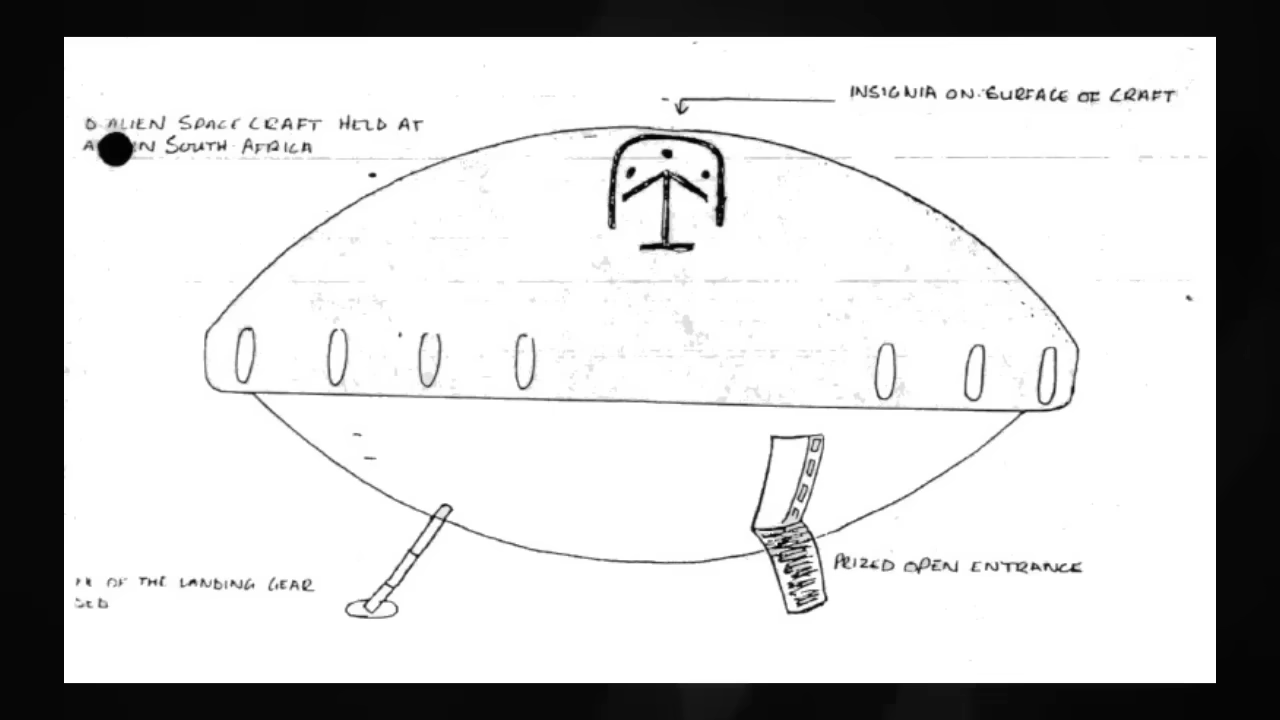 ALIEN SPACE CRAFT HELD AT
IN SOUTH AFRICA
INSIGNIA ON SURFACE OF CRAFT
OF THE LANDING GEAR
PRIZED OPEN ENTRANCE